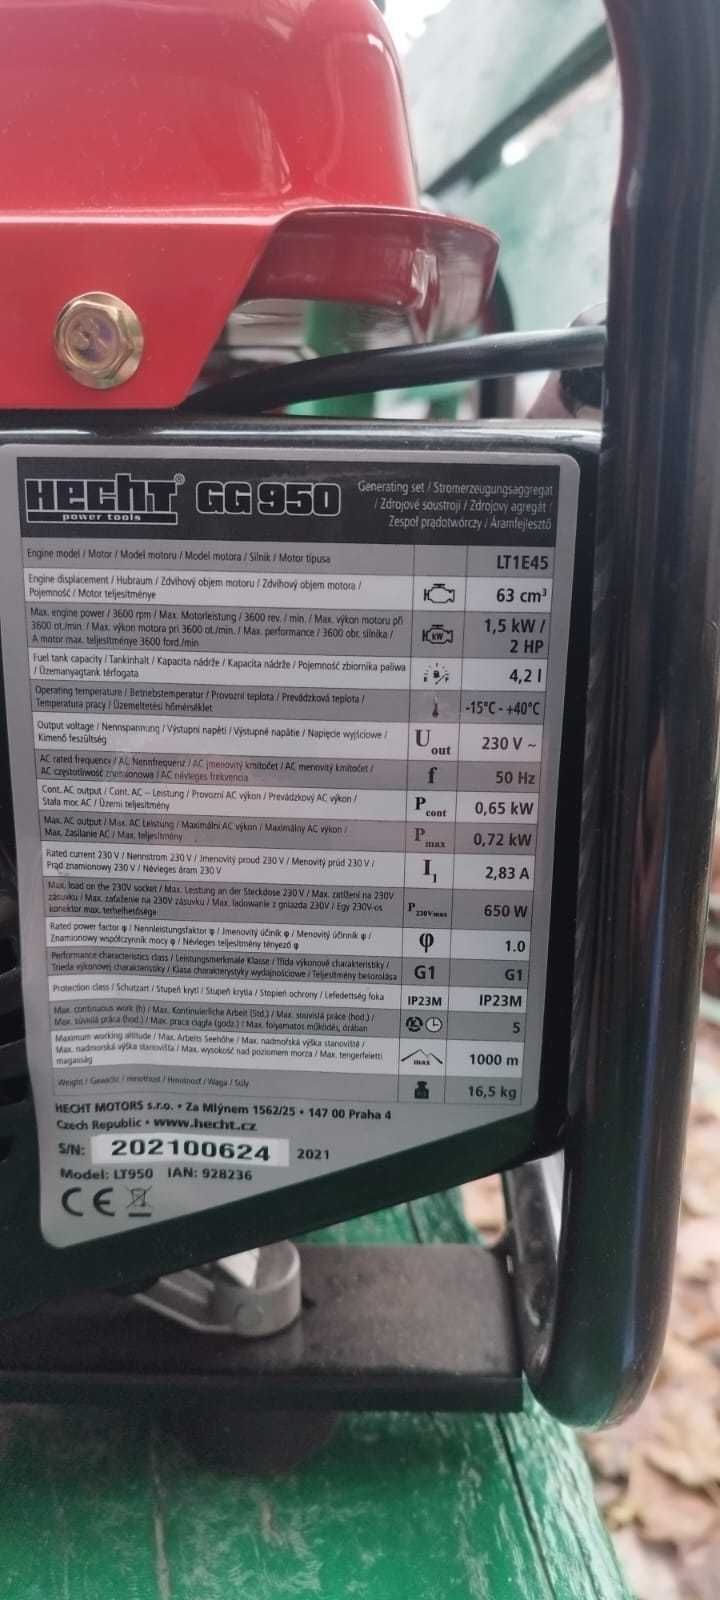 HECHT® GG 950
power tools
Generating set / Stromerzeugungsaggregat
/ Zdrojové soustrojí / Zdrojový agregát /
Zespoł prądotwórczy / Áramfejlesztő
Engine model / Motor / Model motoru / Model motora / Silnik / Motor típusa LT1E45
Engine displacement / Hubraum / Zdvihový objem motoru / Zdvihový objem motora /
Pojemność / Motor teljesítménye 63 cm³
Max. engine power / 3600 rpm / Max. Motorleistung / 3600 rev. / min. / Max. výkon motoru při
3600 ot./min. / Max. výkon motora pri 3600 ot./min. / Max. performance / 3600 obr. silnika /
A motor max. teljesítménye 3600 ford./min kW 1,5 kW /
2 HP
Fuel tank capacity / Tankinhalt / Kapacita nádrže / Kapacita nádrže / Pojemność zbiornika paliwa
/ Üzemanyagtank térfogata 4,2 l
Operating temperature / Betriebstemperatur / Provozní teplota / Prevádzková teplota /
Temperatura pracy / Üzemeltetési hőmérséklet -15°C - +40°C
Output voltage / Nennspannung / Výstupní napětí / Výstupné napätie / Napięcie wyjściowe /
Kimenő feszültség Uout 230 V ~
AC rated frequency / AC Nennfrequenz / AC jmenovitý kmitočet / AC menovitý kmitočet /
AC częstotliwość znamionowa / AC névleges frekvencia f 50 Hz
Cont. AC output / Cont. AC – Leistung / Provozní AC výkon / Prevádzkový AC výkon /
Stała moc AC / Üzemi teljesítmény Pcont 0,65 kW
Max. AC output / Max. AC Leistung / Maximální AC výkon / Maximálny AC výkon /
Max. Zasilanie AC / Max. teljesítmény Pmax 0,72 kW
Rated current 230 V / Nennstrom 230 V / Jmenovitý proud 230 V / Menovitý prúd 230 V /
Prąd znamionowy 230 V / Névleges áram 230 V I1 2,83 A
Max. load on the 230V socket / Max. Leistung an der Steckdose 230 V / Max. zatížení na 230V
zásuvku / Max. zaťaženie na 230V zásuvku / Max. ładowanie z gniazda 230V / Egy 230V-os
konektor max. terhelhetősége P230Vmax 650 W
Rated power factor φ / Nennleistungsfaktor φ / Jmenovitý účinník φ / Menovitý účinník φ /
Znamionowy współczynnik mocy φ / Névleges teljesítmény tényező φ φ 1.0
Performance characteristics class / Leistungsmerkmale Klasse / Třída výkonové charakteristiky /
Trieda výkonovej charakteristiky / Klasa charakterystyky wydajnościowe / Teljesítmény besorolása G1 G1
Protection class / Schutzart / Stupeň krytí / Stupeň krytia / Stopień ochrony / Lefedettség foka IP23M IP23M
Max. continuous work (h) / Max. Kontinuierliche Arbeit (Std.) / Max. souvislá práce (hod.) /
Max. súvislá práce (hod.) / Max. praca ciągła (godz.) / Max. folyamatos működés, órában 5
Maximum working altitude / Max. Arbeits Seehöhe / Max. nadmořská výška stanoviště /
Max. nadmorská výška stanovišťa / Max. wysokość nad poziomem morza / Max. tengerfeletti
magasság max 1000 m
Weight / Gewicht / Hmotnost / Hmotnosť / Waga / Súly 16,5 kg
HECHT MOTORS s.r.o. • Za Mlýnem 1562/25 • 147 00 Praha 4
Czech Republic • www.hecht.cz
S/N: 202100624 2021
Model: LT950 IAN: 928236
CE